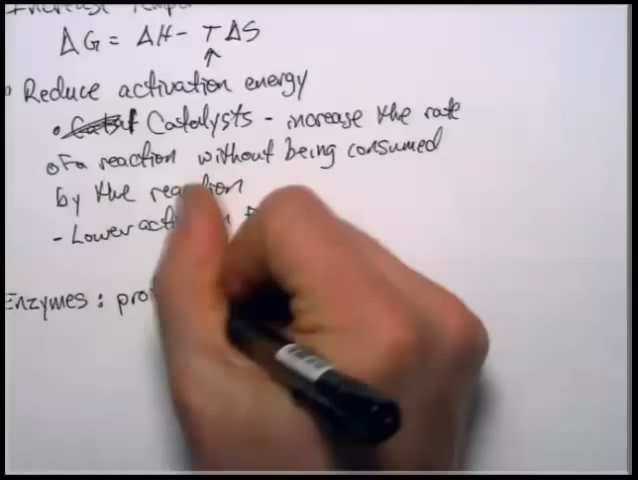 Increase
ΔG = ΔH - TΔS
↑
• Reduce activation energy
• Catalysts - increase the rate
of a reaction without being consumed
by the reaction
- Lower
Enzymes :